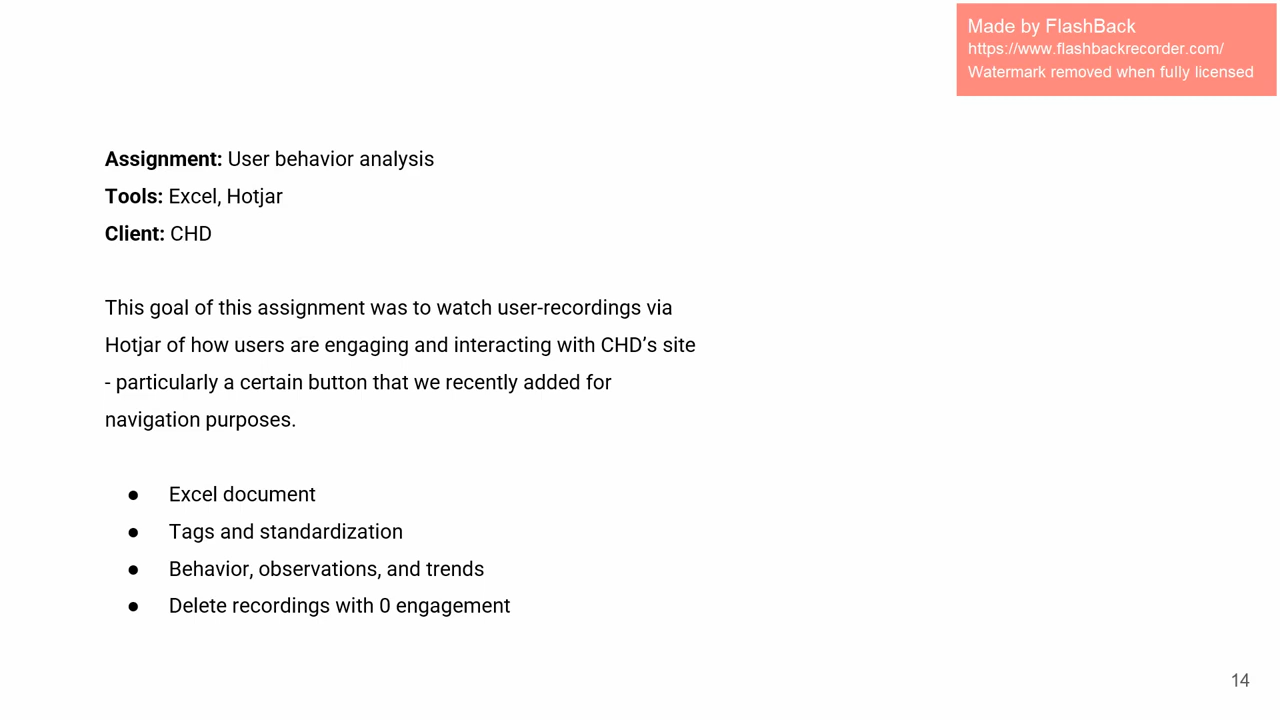 Made by FlashBack
https://www.flashbackrecorder.com/
Watermark removed when fully licensed
Assignment: User behavior analysis
Tools: Excel, Hotjar
Client: CHD
This goal of this assignment was to watch user-recordings via
Hotjar of how users are engaging and interacting with CHD’s site
- particularly a certain button that we recently added for
navigation purposes.
● Excel document
● Tags and standardization
● Behavior, observations, and trends
● Delete recordings with 0 engagement
14